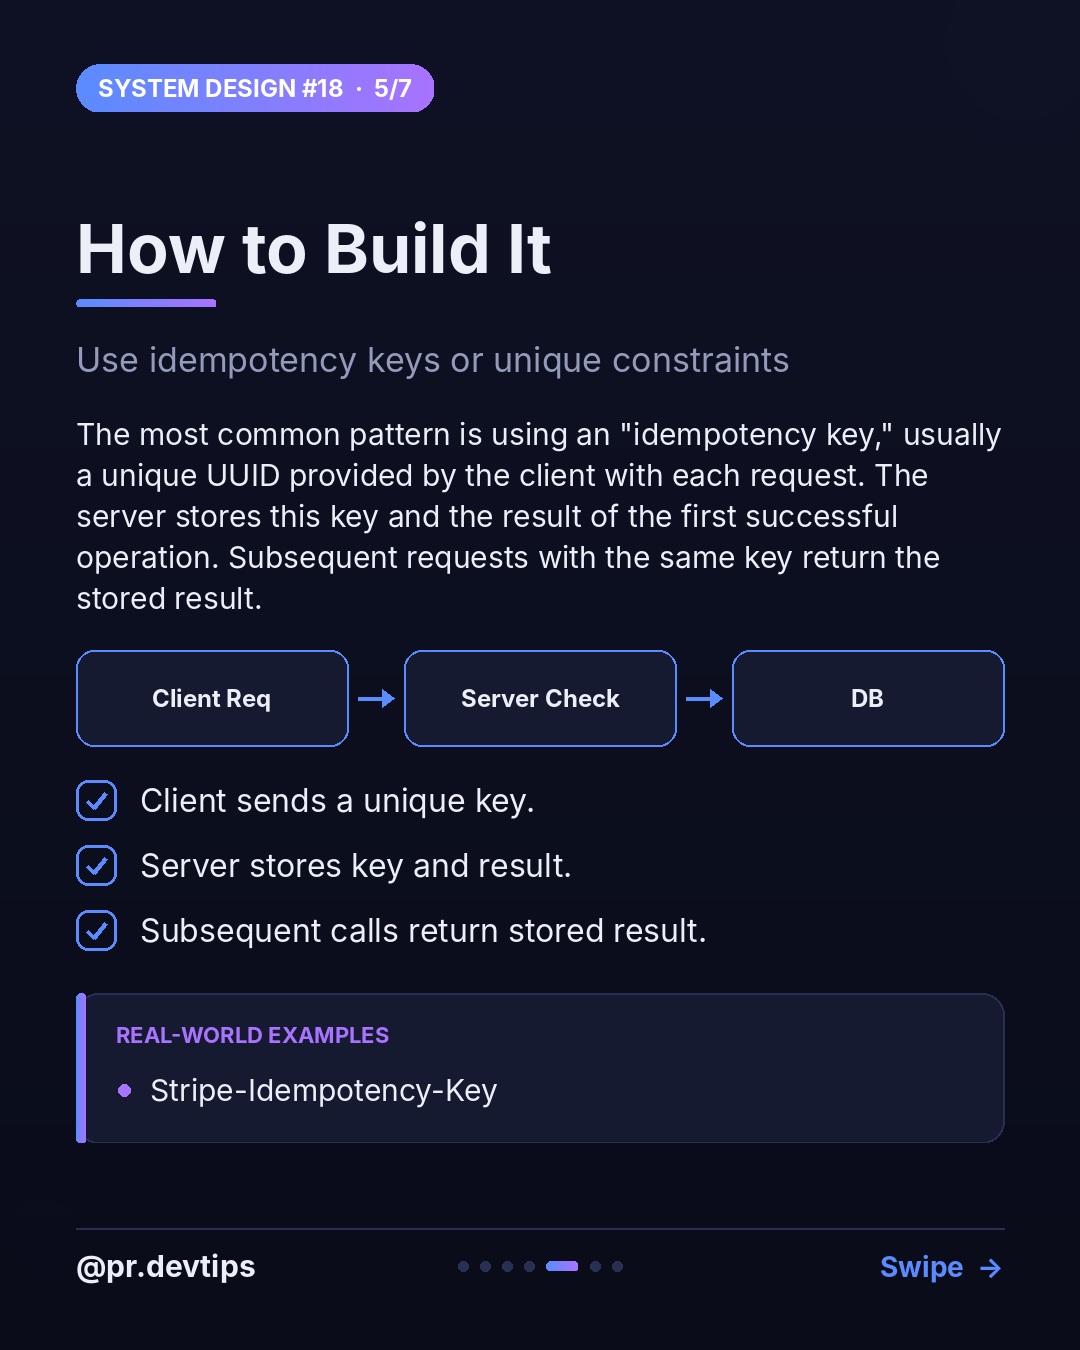 SYSTEM DESIGN #18 · 5/7
How to Build It
Use idempotency keys or unique constraints
The most common pattern is using an "idempotency key," usually
a unique UUID provided by the client with each request. The
server stores this key and the result of the first successful
operation. Subsequent requests with the same key return the
stored result.
Client Req
Server Check
DB
Client sends a unique key.
Server stores key and result.
Subsequent calls return stored result.
REAL-WORLD EXAMPLES
Stripe-Idempotency-Key
@pr.devtips
Swipe →